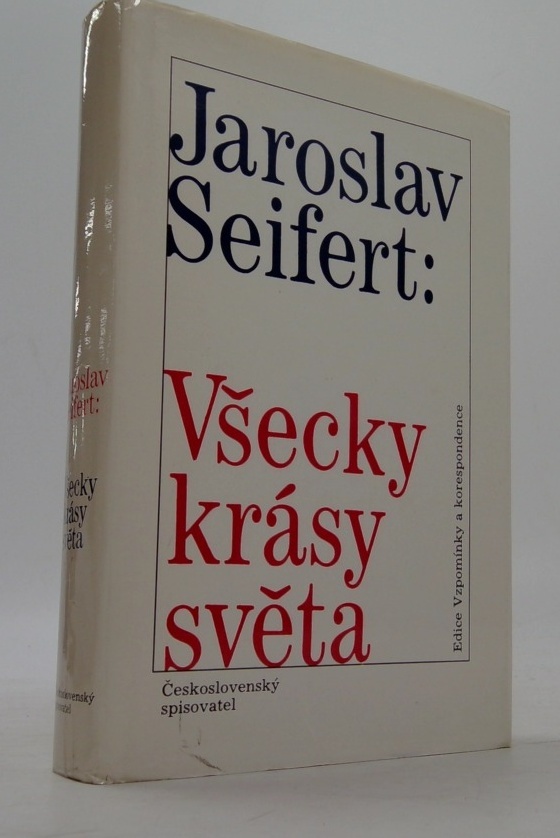 Jaroslav
Seifert:
Všecky
krásy
světa
Edice Vzpomínky a korespondence
Československý
spisovatel